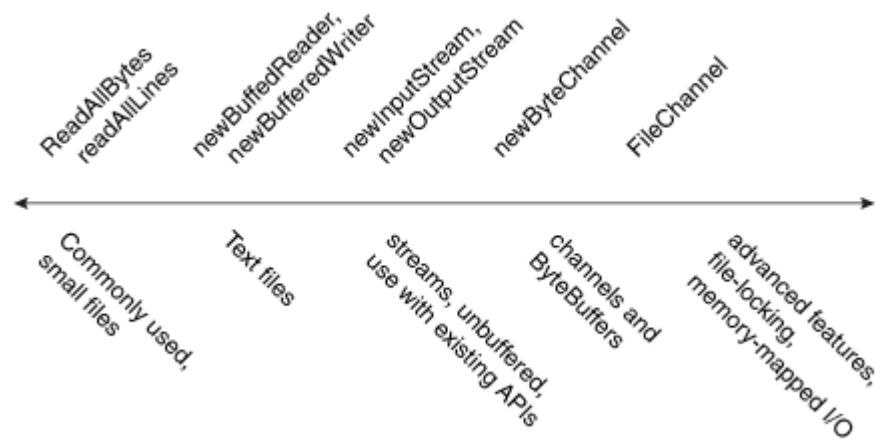 ReadAllBytes
readAllLines
newBuffedReader,
newBufferedWriter
newInputStream,
newOutputStream
newByteChannel
FileChannel
Commonly used,
small files
Text files
streams, unbuffered,
use with existing APIs
channels and
ByteBuffers
advanced features,
file-locking,
memory-mapped I/O